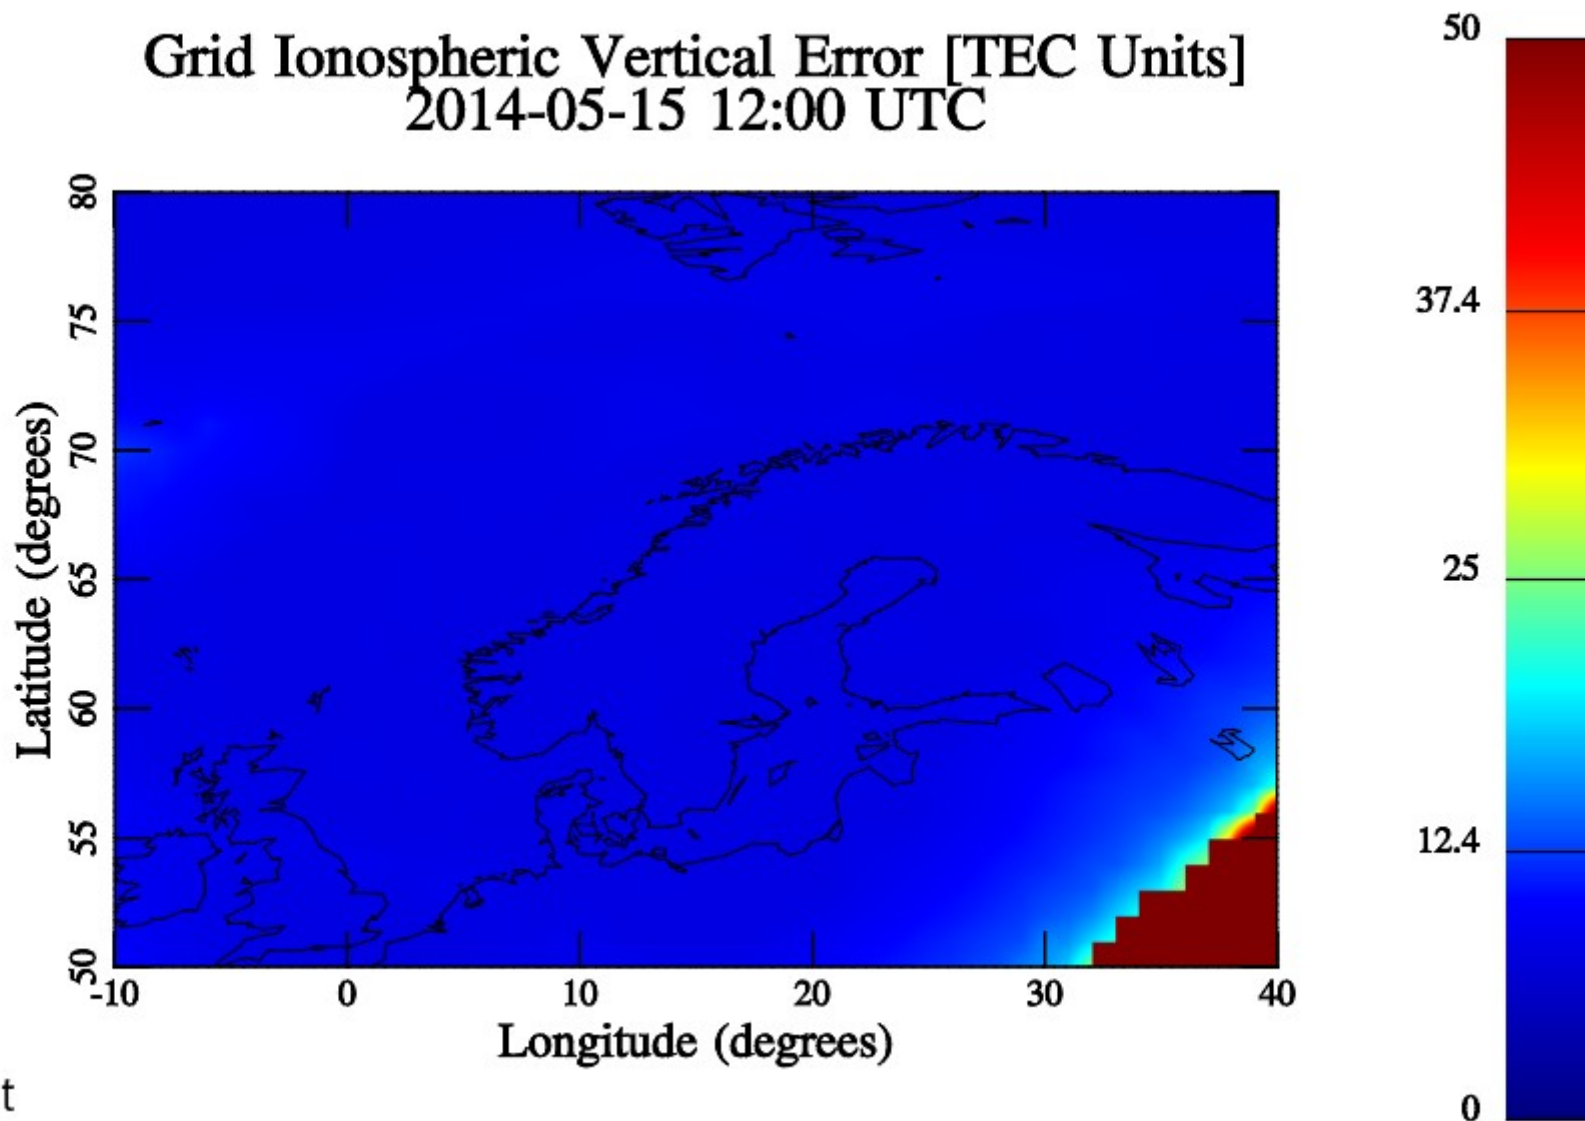 Grid Ionospheric Vertical Error [TEC Units]
2014-05-15 12:00 UTC
50
37.4
25
12.4
0
Latitude (degrees)
80
75
70
65
60
55
50
-10 0 10 20 30 40
Longitude (degrees)
t